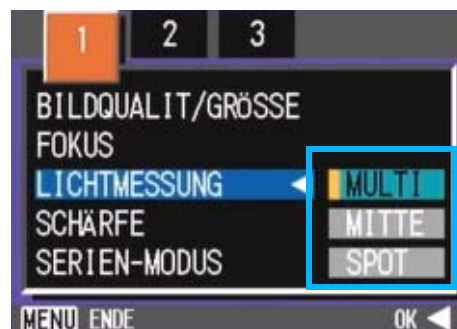 1 2 3
BILDQUALIT/GRÖSSE
FOKUS
LICHTMESSUNG ◀ MULTI
SCHÄRFE MITTE
SERIEN-MODUS SPOT
MENU ENDE OK ◀